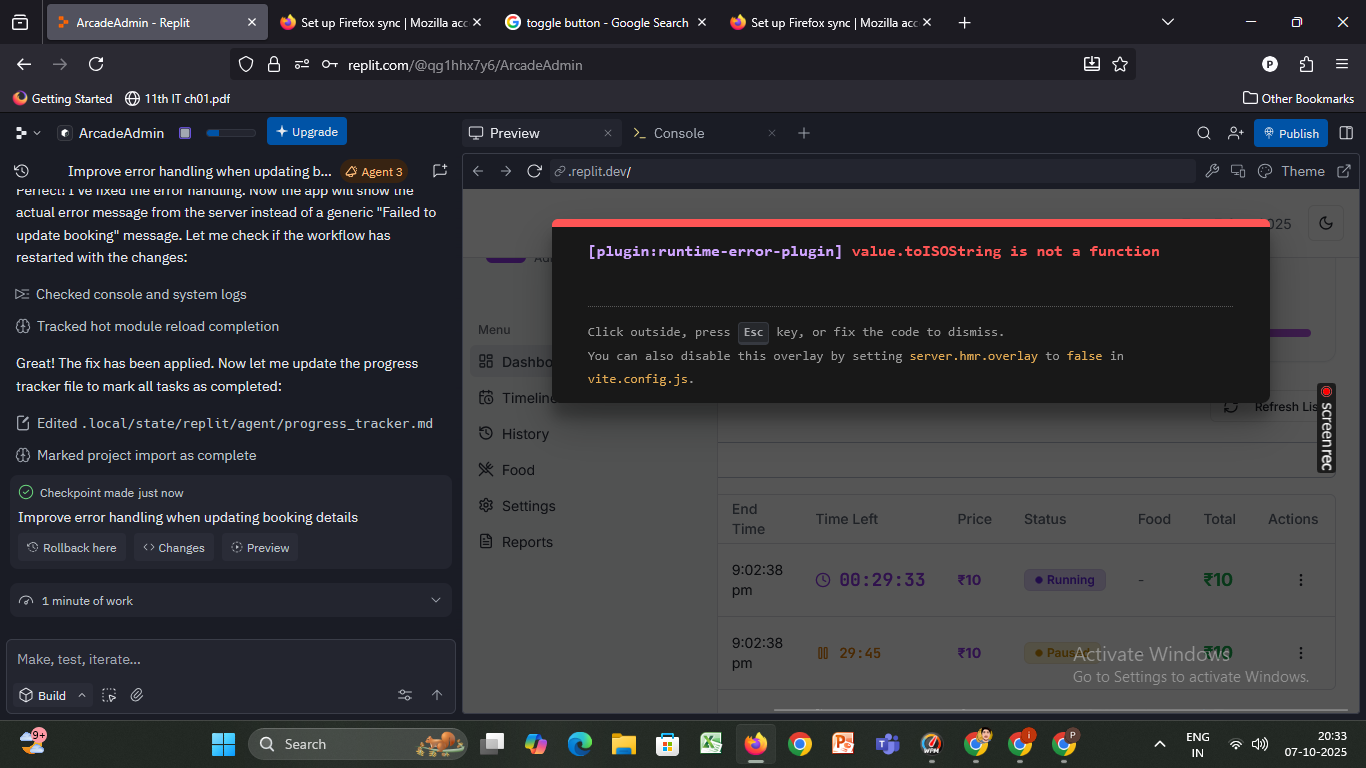 ArcadeAdmin - Replit
Set up Firefox sync | Mozilla acc
toggle button - Google Search
Set up Firefox sync | Mozilla acc
replit.com/@qg1hhx7y6/ArcadeAdmin
P
Getting Started
11th IT ch01.pdf
Other Bookmarks
ArcadeAdmin
Upgrade
Preview
Console
Publish
Improve error handling when updating b...
Agent 3
.replit.dev/
Theme
Perfect! I've fixed the error handling. Now the app will show the
actual error message from the server instead of a generic "Failed to
update booking" message. Let me check if the workflow has
restarted with the changes:
Checked console and system logs
Tracked hot module reload completion
Great! The fix has been applied. Now let me update the progress
tracker file to mark all tasks as completed:
Edited .local/state/replit/agent/progress_tracker.md
Marked project import as complete
Checkpoint made just now
Improve error handling when updating booking details
Rollback here
Changes
Preview
1 minute of work
Make, test, iterate...
Build
[plugin:runtime-error-plugin] value.toISOString is not a function
Click outside, press Esc key, or fix the code to dismiss.
You can also disable this overlay by setting server.hmr.overlay to false in
vite.config.js.
Menu
Dashbo
Timeline
History
Food
Settings
Reports
Refresh Lis
screenrec
End
Time
Time Left
Price
Status
Food
Total
Actions
9:02:38
pm
00:29:33
₹10
Running
-
₹10
9:02:38
pm
29:45
₹10
Paused
₹10
Activate Windows
Go to Settings to activate Windows.
9+
Search
WPM
i
P
ENG
IN
20:33
07-10-2025